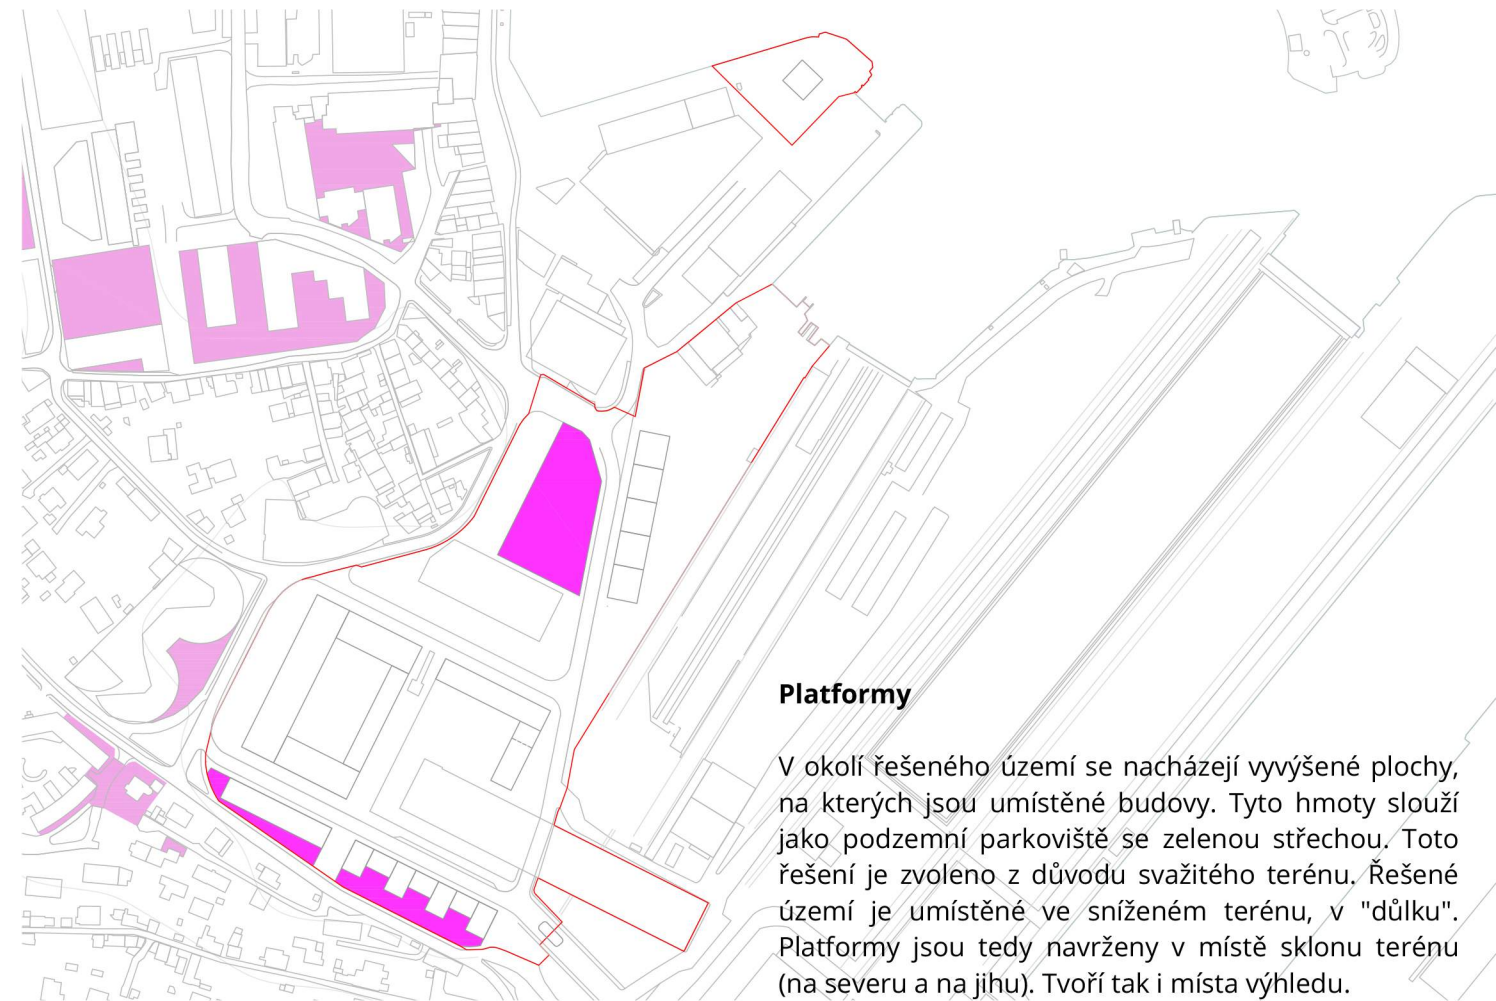 Platformy
V okolí řešeného území se nacházejí vyvýšené plochy,
na kterých jsou umístěné budovy. Tyto hmoty slouží
jako podzemní parkoviště se zelenou střechou. Toto
řešení je zvoleno z důvodu svažitého terénu. Řešené
území je umístěné ve sníženém terénu, v "důlku".
Platformy jsou tedy navrženy v místě sklonu terénu
(na severu a na jihu). Tvoří tak i místa výhledu.